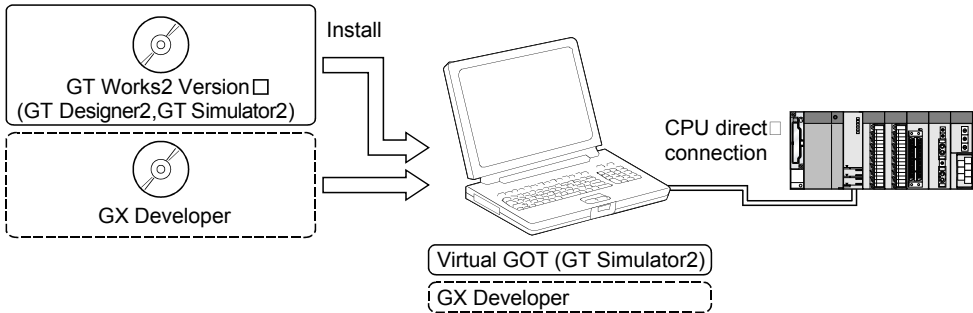 Install
GT Works2 Version□
(GT Designer2,GT Simulator2)
GX Developer
CPU direct□
connection
Virtual GOT (GT Simulator2)
GX Developer